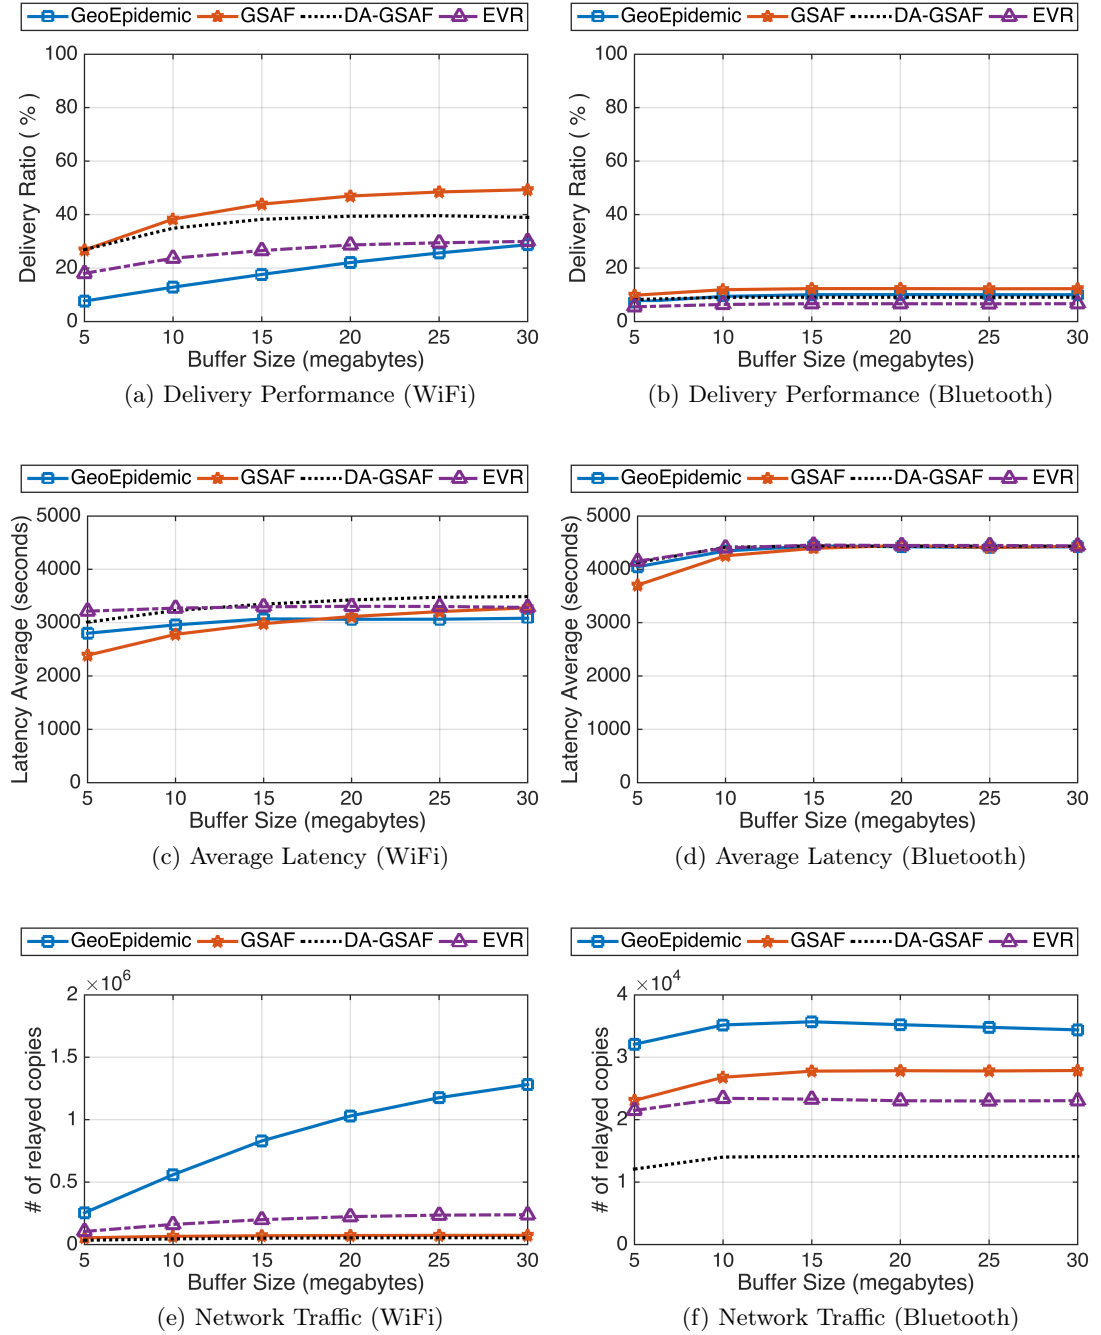 GeoEpidemic GSAF DA-GSAF EVR
100
80
60
40
20
0
Delivery Ratio ( % )
5 10 15 20 25 30
Buffer Size (megabytes)
(a) Delivery Performance (WiFi)
GeoEpidemic GSAF DA-GSAF EVR
100
80
60
40
20
0
Delivery Ratio ( % )
5 10 15 20 25 30
Buffer Size (megabytes)
(b) Delivery Performance (Bluetooth)
GeoEpidemic GSAF DA-GSAF EVR
5000
4000
3000
2000
1000
0
Latency Average (seconds)
5 10 15 20 25 30
Buffer Size (megabytes)
(c) Average Latency (WiFi)
GeoEpidemic GSAF DA-GSAF EVR
5000
4000
3000
2000
1000
0
Latency Average (seconds)
5 10 15 20 25 30
Buffer Size (megabytes)
(d) Average Latency (Bluetooth)
GeoEpidemic GSAF DA-GSAF EVR
×10⁶
2
1.5
1
0.5
0
# of relayed copies
5 10 15 20 25 30
Buffer Size (megabytes)
(e) Network Traffic (WiFi)
GeoEpidemic GSAF DA-GSAF EVR
×10⁴
4
3
2
1
0
# of relayed copies
5 10 15 20 25 30
Buffer Size (megabytes)
(f) Network Traffic (Bluetooth)